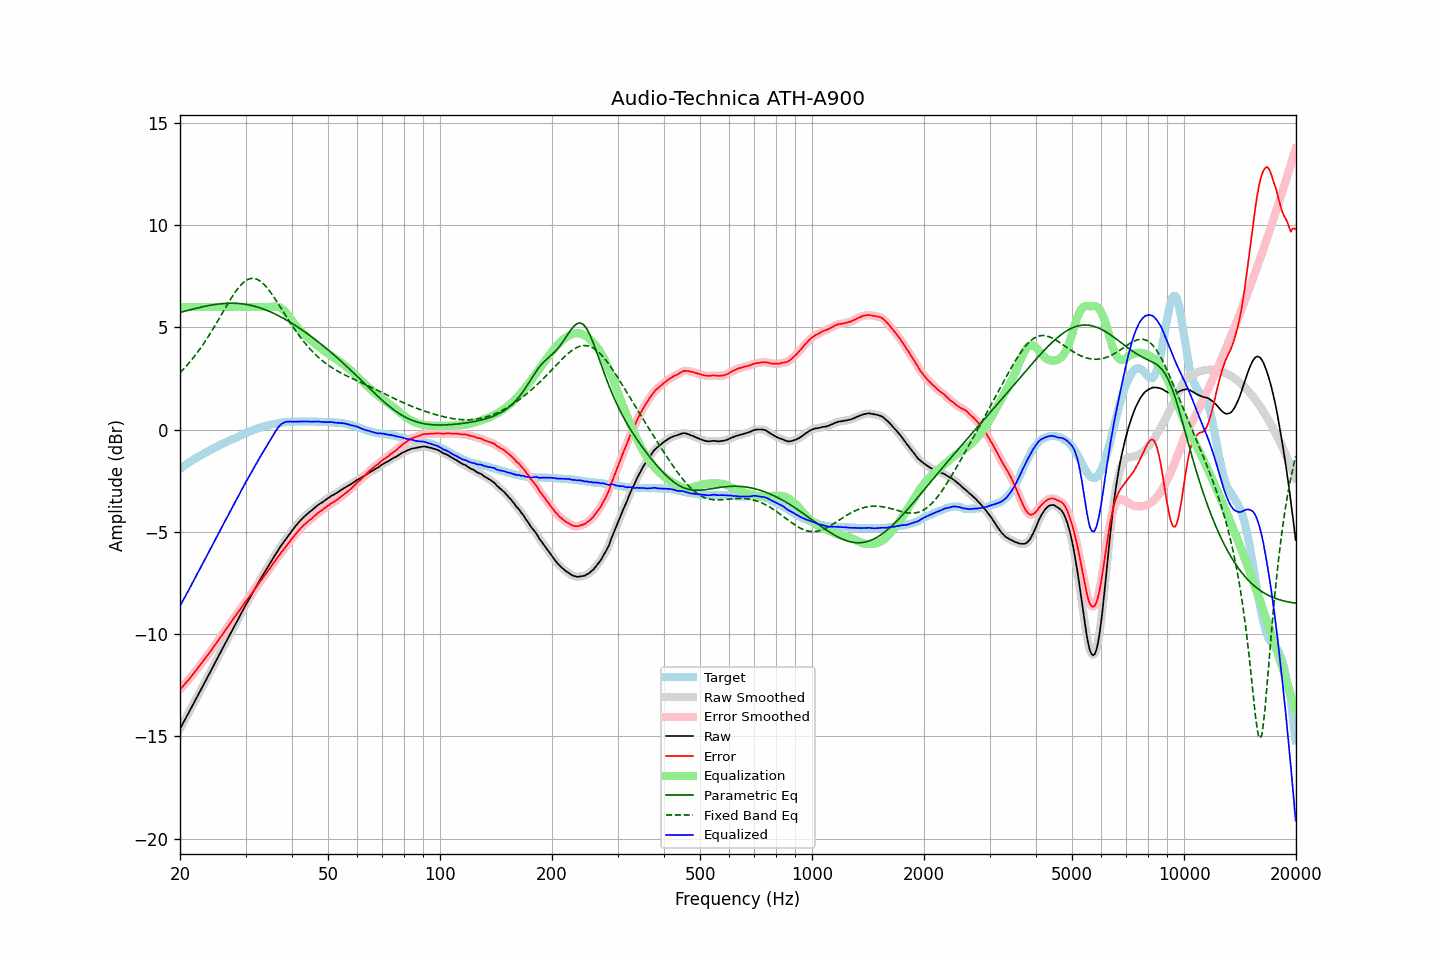 Audio-Technica ATH-A900
Amplitude (dBr)
15
10
5
0
−5
−10
−15
−20
Target
Raw Smoothed
Error Smoothed
Raw
Error
Equalization
Parametric Eq
Fixed Band Eq
Equalized
20 50 100 200 500 1000 2000 5000 10000 20000
Frequency (Hz)